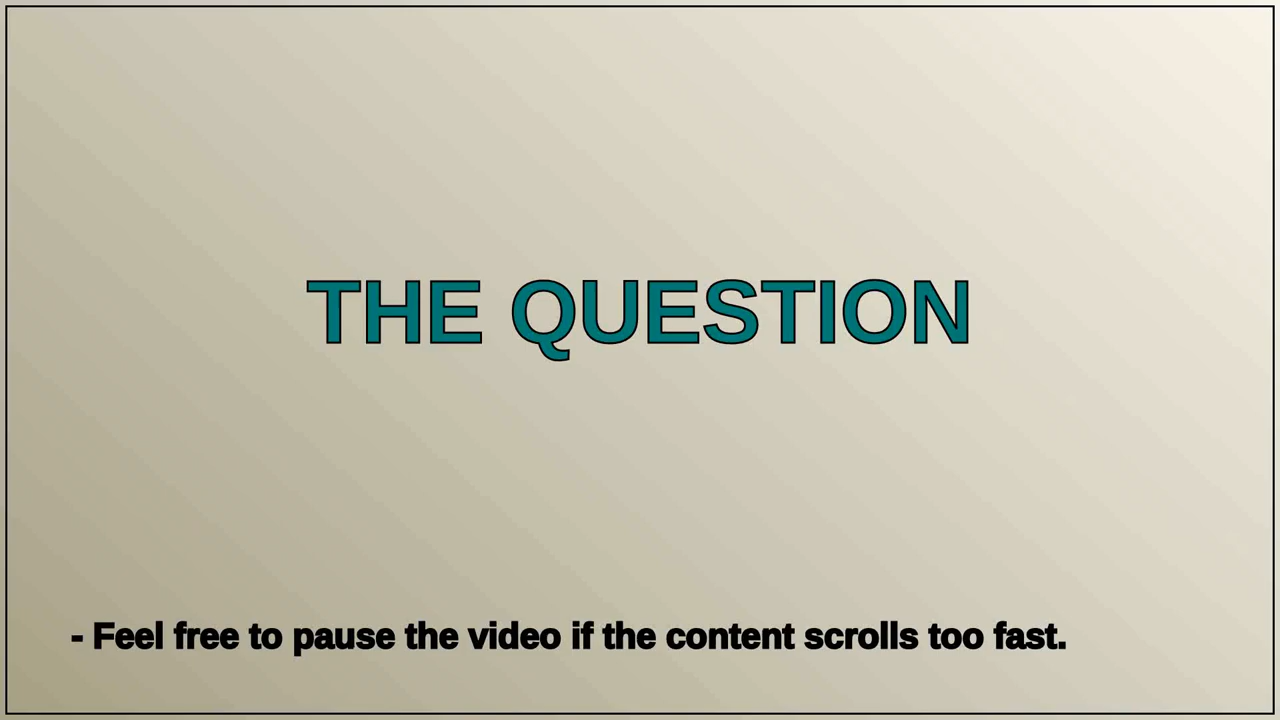 THE QUESTION
- Feel free to pause the video if the content scrolls too fast.